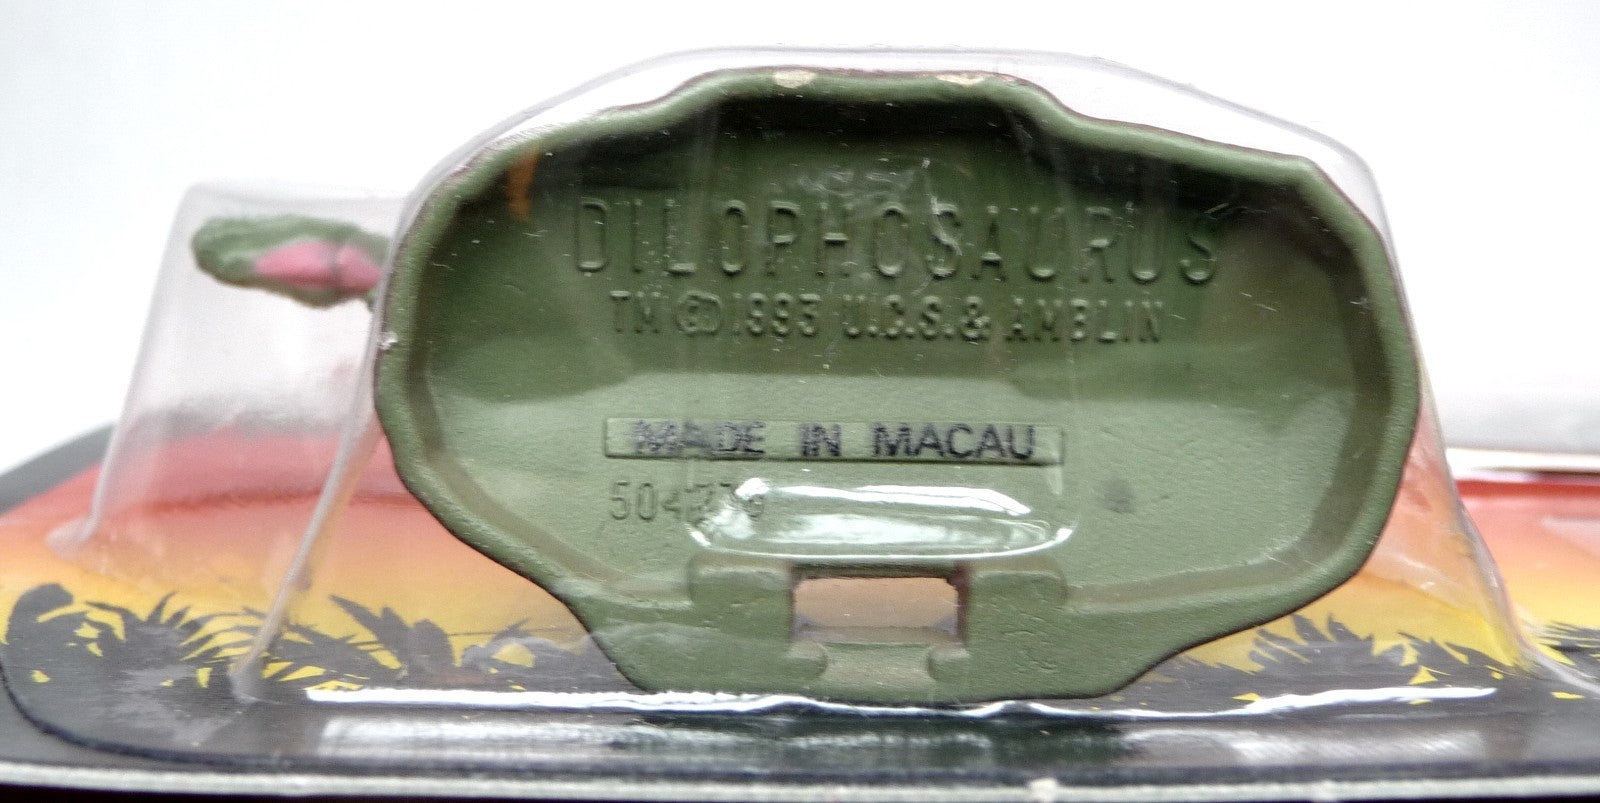 DILOPHOSAURUS
TM © 1993 U.C.S. & AMBLIN
MADE IN MACAU